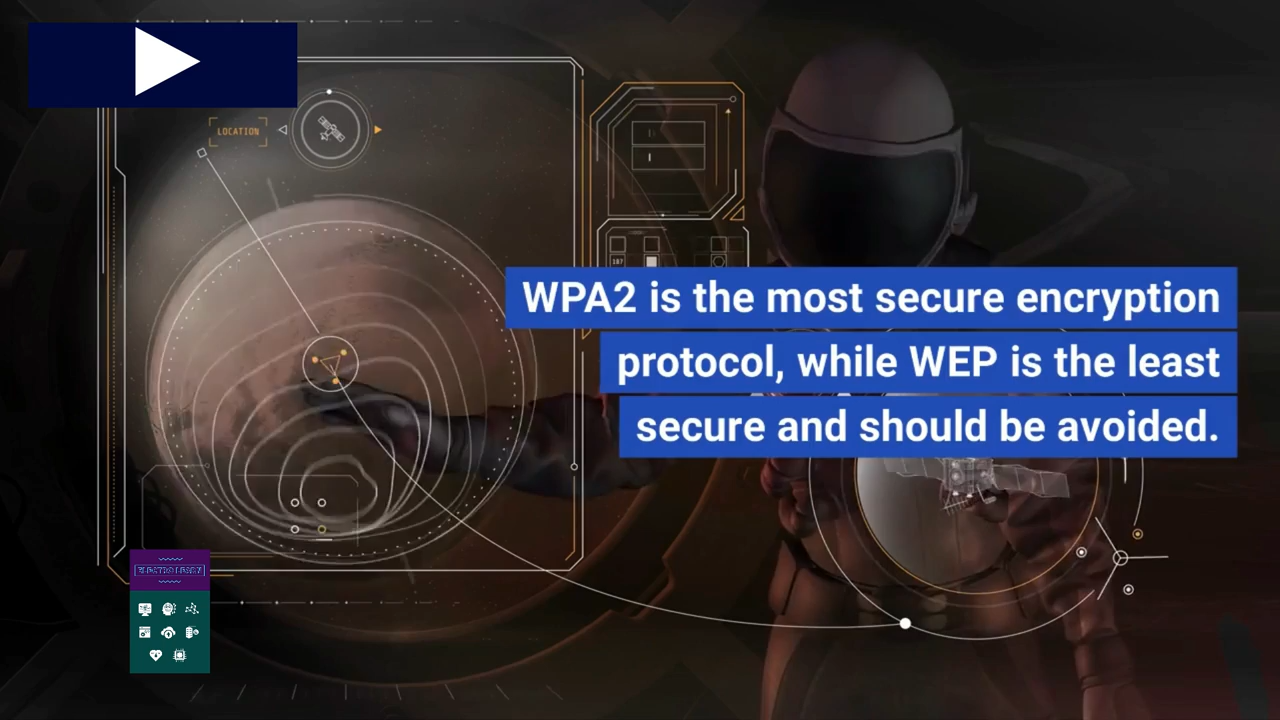 LOCATION
WPA2 is the most secure encryption
protocol, while WEP is the least
secure and should be avoided.